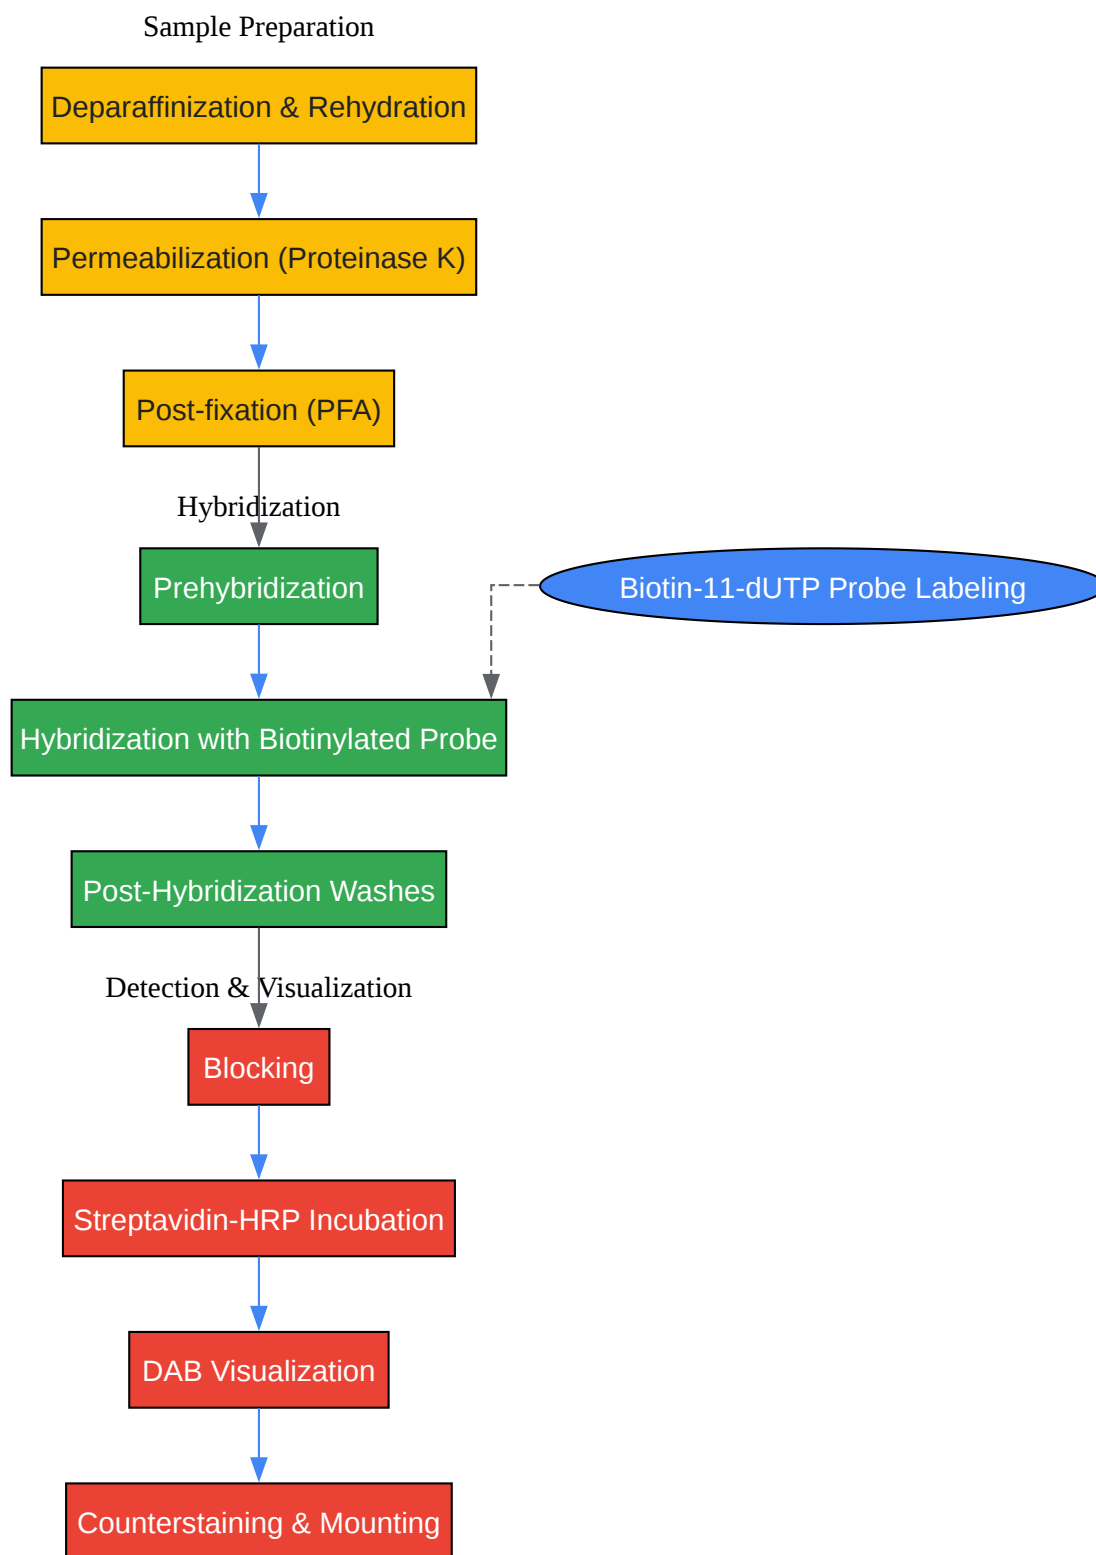 Sample Preparation
Deparaffinization & Rehydration
Permeabilization (Proteinase K)
Post-fixation (PFA)
Hybridization
Prehybridization
Biotin-11-dUTP Probe Labeling
Hybridization with Biotinylated Probe
Post-Hybridization Washes
Detection & Visualization
Blocking
Streptavidin-HRP Incubation
DAB Visualization
Counterstaining & Mounting